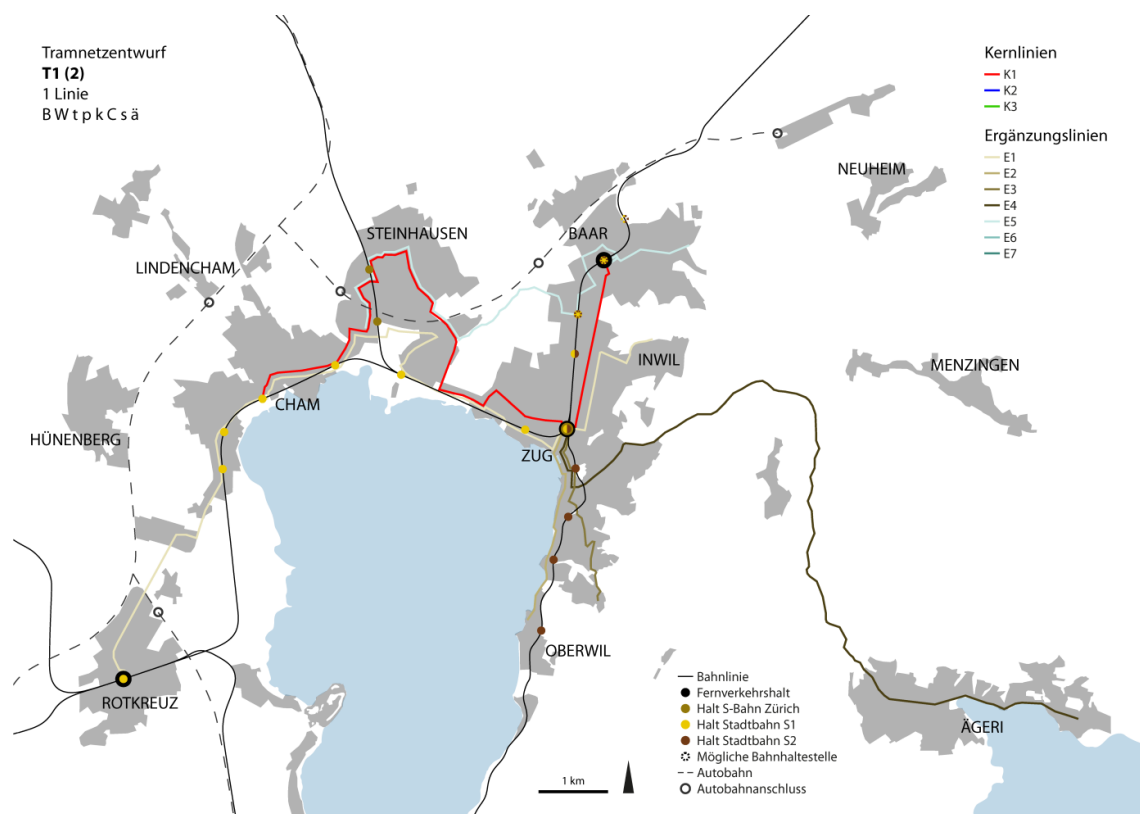 Tramnetzentwurf
T1 (2)
1 Linie
B W t p k C s ä
Kernlinien
K1
K2
K3
Ergänzungslinien
E1
E2
E3
E4
E5
E6
E7
NEUHEIM
STEINHAUSEN
BAAR
LINDENCHAM
INWIL
MENZINGEN
CHAM
HÜNENBERG
ZUG
OBERWIL
ROTKREUZ
ÄGERI
Bahnlinie
Fernverkehrshalt
Halt S-Bahn Zürich
Halt Stadtbahn S1
Halt Stadtbahn S2
Mögliche Bahnhaltestelle
Autobahn
Autobahnanschluss
1 km